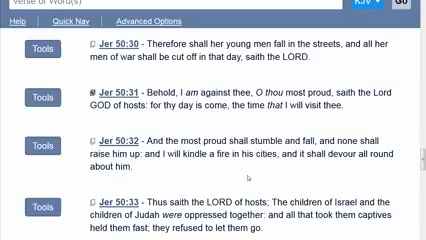 Verse or Word(s) KJV Go
Help Quick Nav Advanced Options
Tools Jer 50:30 - Therefore shall her young men fall in the streets, and all her
men of war shall be cut off in that day, saith the LORD.
Tools Jer 50:31 - Behold, I am against thee, O thou most proud, saith the Lord
GOD of hosts: for thy day is come, the time that I will visit thee.
Tools Jer 50:32 - And the most proud shall stumble and fall, and none shall
raise him up: and I will kindle a fire in his cities, and it shall devour all round
about him.
Tools Jer 50:33 - Thus saith the LORD of hosts; The children of Israel and the
children of Judah were oppressed together: and all that took them captives
held them fast; they refused to let them go.